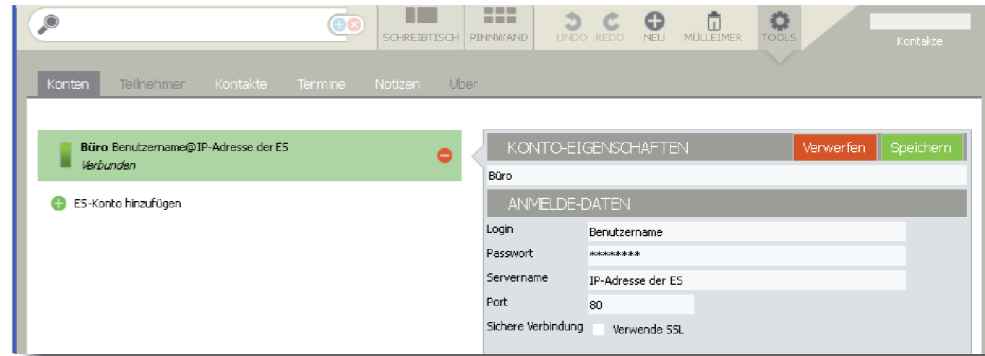 SCHREIBTISCH PINNWAND UNDO REDO NEU MÜLLEIMER TOOLS
Kontakte
Konten Teilnehmer Kontakte Termine Notizen Über
Büro Benutzername@IP-Adresse der ES
Verbunden
ES-Konto hinzufügen
KONTO-EIGENSCHAFTEN Verwerfen Speichern
Büro
ANMELDE-DATEN
Login Benutzername
Passwort ********
Servername IP-Adresse der ES
Port 80
Sichere Verbindung Verwende SSL